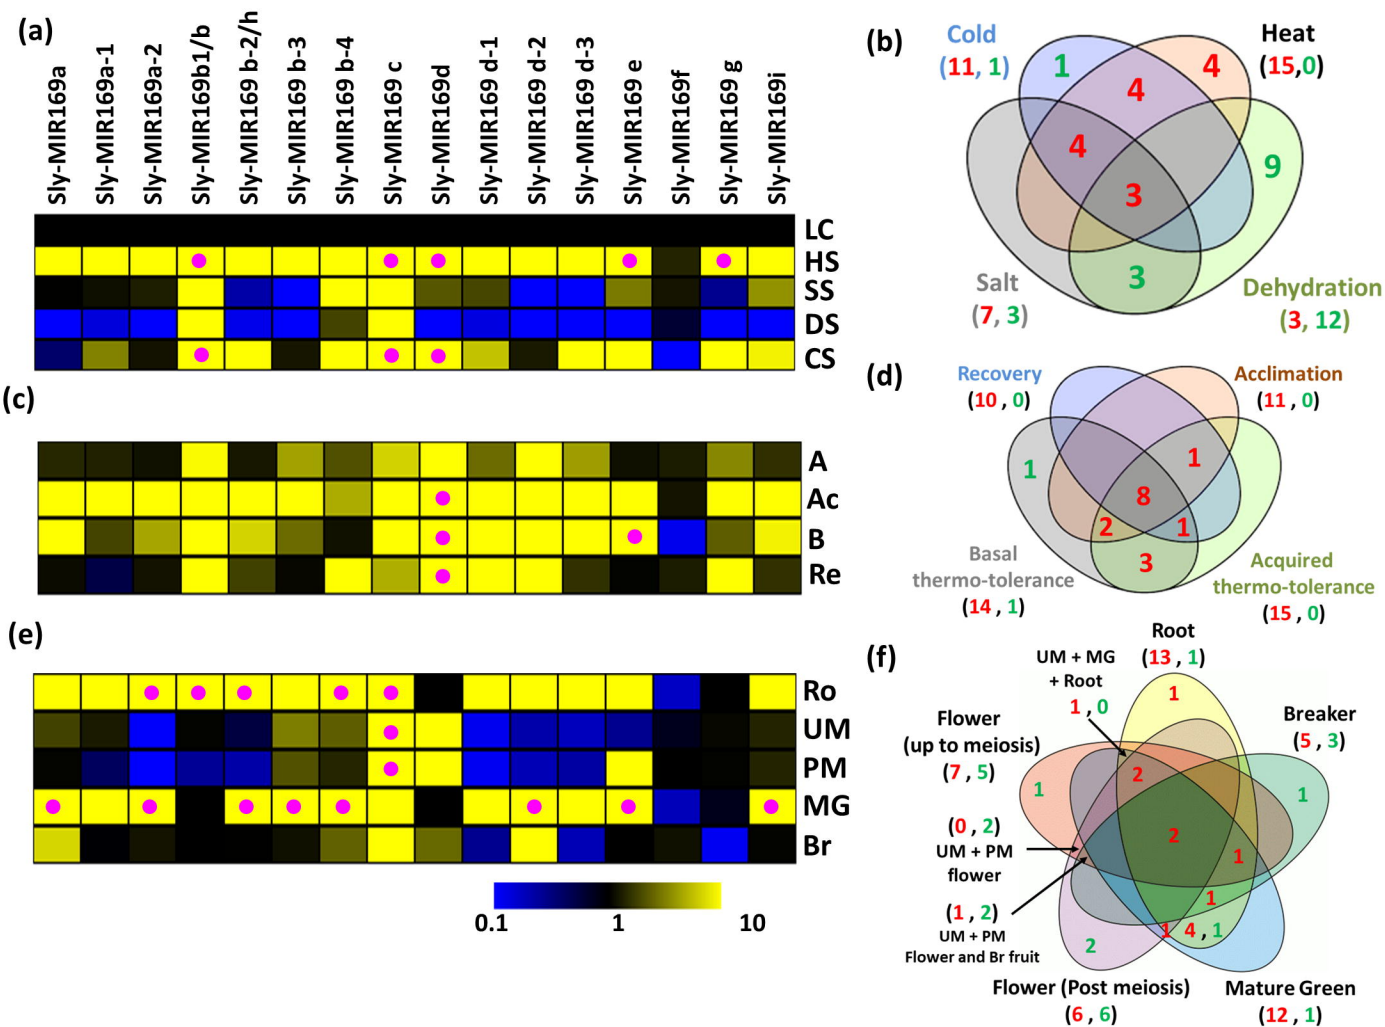 (a)
Sly-MIR169a
Sly-MIR169a-1
Sly-MIR169a-2
Sly-MIR169b1/b
Sly-MIR169 b-2/h
Sly-MIR169 b-3
Sly-MIR169 b-4
Sly-MIR169 c
Sly-MIR169d
Sly-MIR169 d-1
Sly-MIR169 d-2
Sly-MIR169 d-3
Sly-MIR169 e
Sly-MIR169f
Sly-MIR169 g
Sly-MIR169i
LC
HS
SS
DS
CS
(b)
Cold
(11, 1)
Heat
(15,0)
1
4
4
4
3
9
3
Salt
(7, 3)
Dehydration
(3, 12)
(c)
A
Ac
B
Re
(d)
Recovery
(10 , 0)
Acclimation
(11 , 0)
1
1
8
2
1
3
Basal
thermo-tolerance
(14 , 1)
Acquired
thermo-tolerance
(15 , 0)
(e)
Ro
UM
PM
MG
Br
0.1
1
10
(f)
Root
(13 , 1)
UM + MG
+ Root
1 , 0
Flower
(up to meiosis)
(7 , 5)
Breaker
(5 , 3)
1
2
1
1
(0 , 2)
UM + PM
flower
2
1
(1 , 2)
UM + PM
Flower and Br fruit
1
1
4 , 1
2
Flower (Post meiosis)
(6 , 6)
Mature Green
(12 , 1)